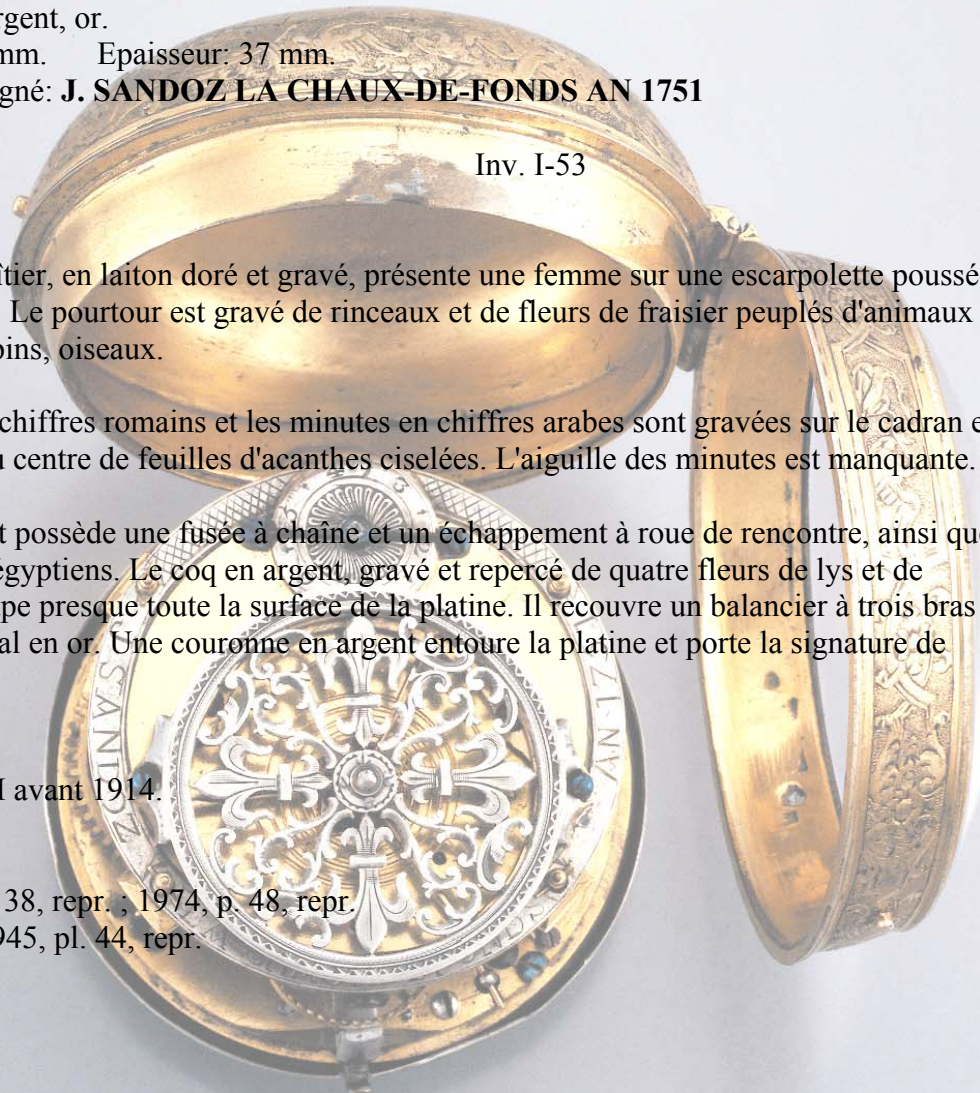 rgent, or.
mm. Epaisseur: 37 mm.
gné: J. SANDOZ LA CHAUX-DE-FONDS AN 1751
Inv. I-53
îtier, en laiton doré et gravé, présente une femme sur une escarpolette poussé
Le pourtour est gravé de rinceaux et de fleurs de fraisier peuplés d'animaux
pins, oiseaux.
chiffres romains et les minutes en chiffres arabes sont gravées sur le cadran e
u centre de feuilles d'acanthes ciselées. L'aiguille des minutes est manquante.
t possède une fusée à chaîne et un échappement à roue de rencontre, ainsi que
égyptiens. Le coq en argent, gravé et repercé de quatre fleurs de lys et de
pe presque toute la surface de la platine. Il recouvre un balancier à trois bras
al en or. Une couronne en argent entoure la platine et porte la signature de
I avant 1914.
38, repr. ; 1974, p. 48, repr.
945, pl. 44, repr.